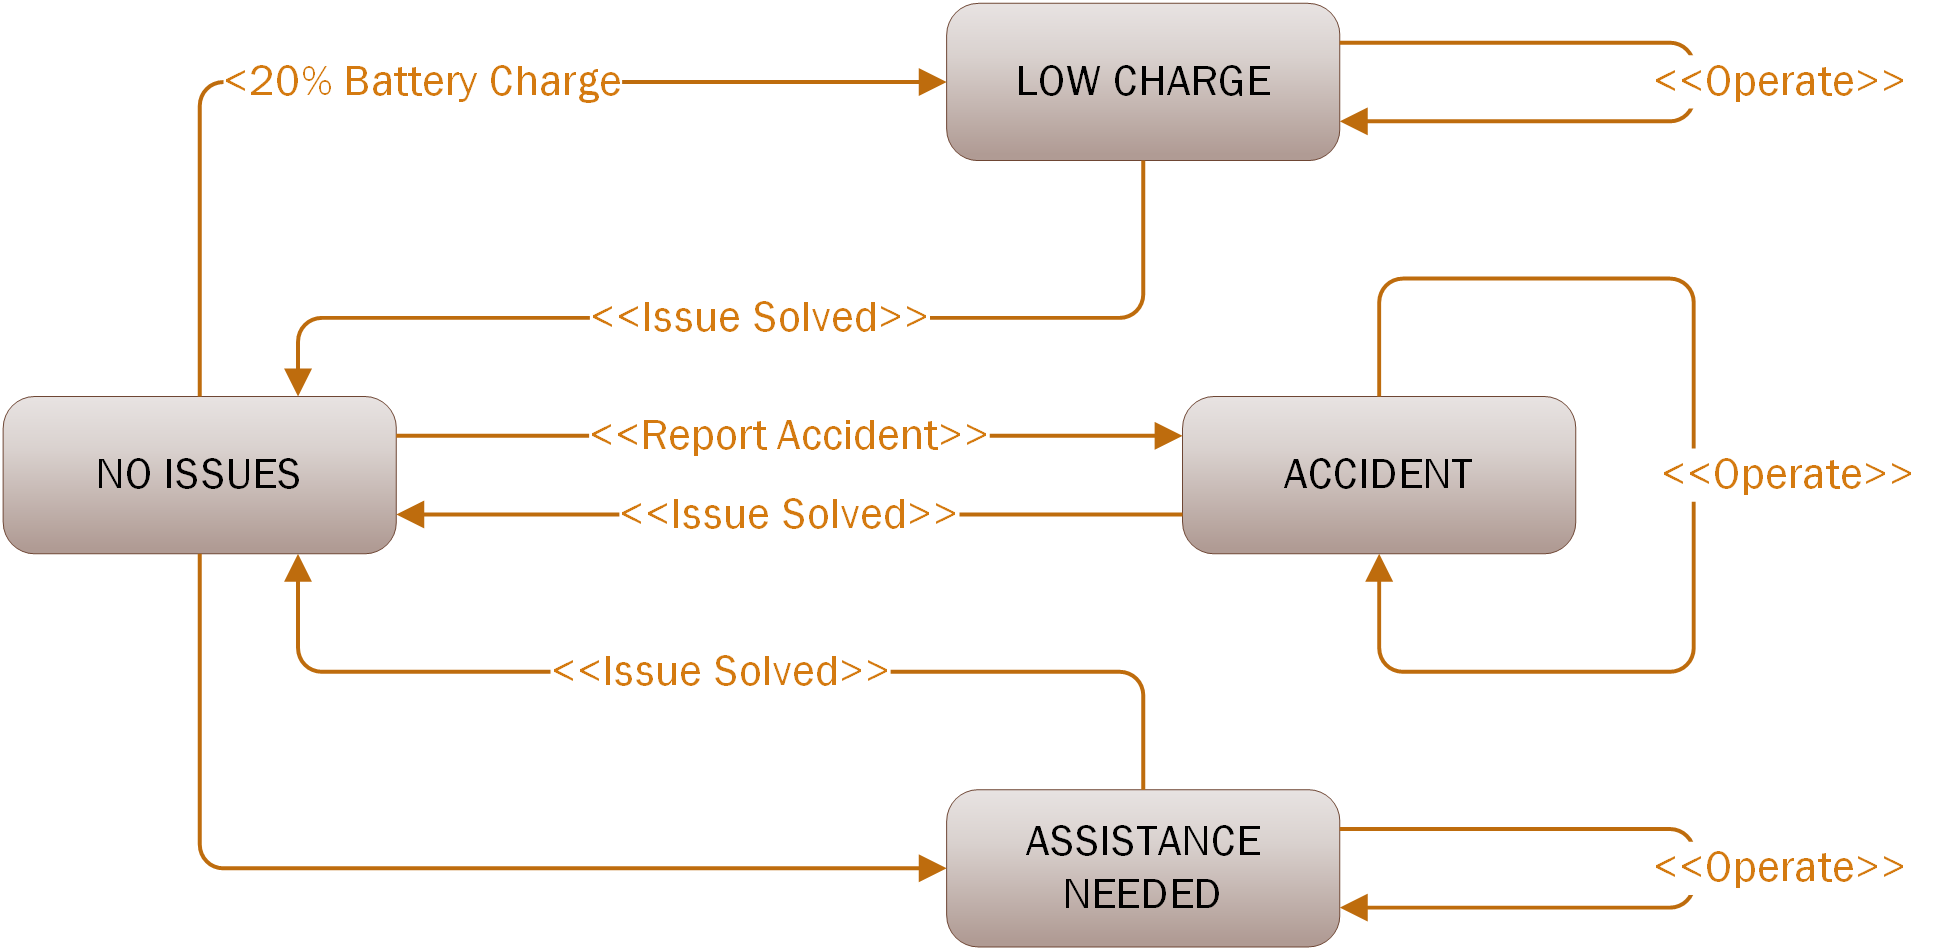 <20% Battery Charge
LOW CHARGE
<<Operate>>
<<Issue Solved>>
<<Report Accident>>
NO ISSUES
ACCIDENT
<<Operate>>
<<Issue Solved>>
<<Issue Solved>>
ASSISTANCE
NEEDED
<<Operate>>